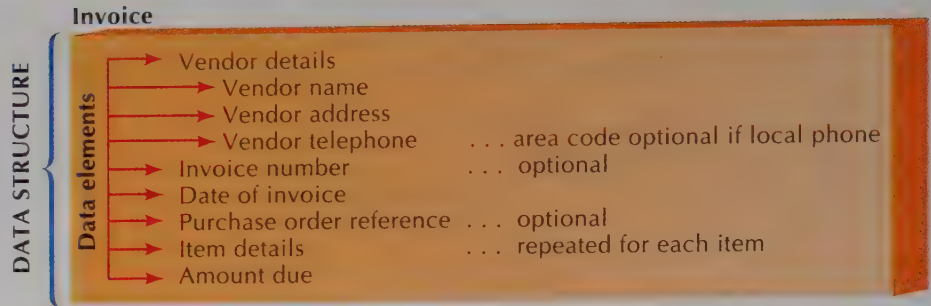 Invoice
DATA STRUCTURE
Data elements
Vendor details
Vendor name
Vendor address
Vendor telephone ... area code optional if local phone
Invoice number ... optional
Date of invoice
Purchase order reference ... optional
Item details ... repeated for each item
Amount due